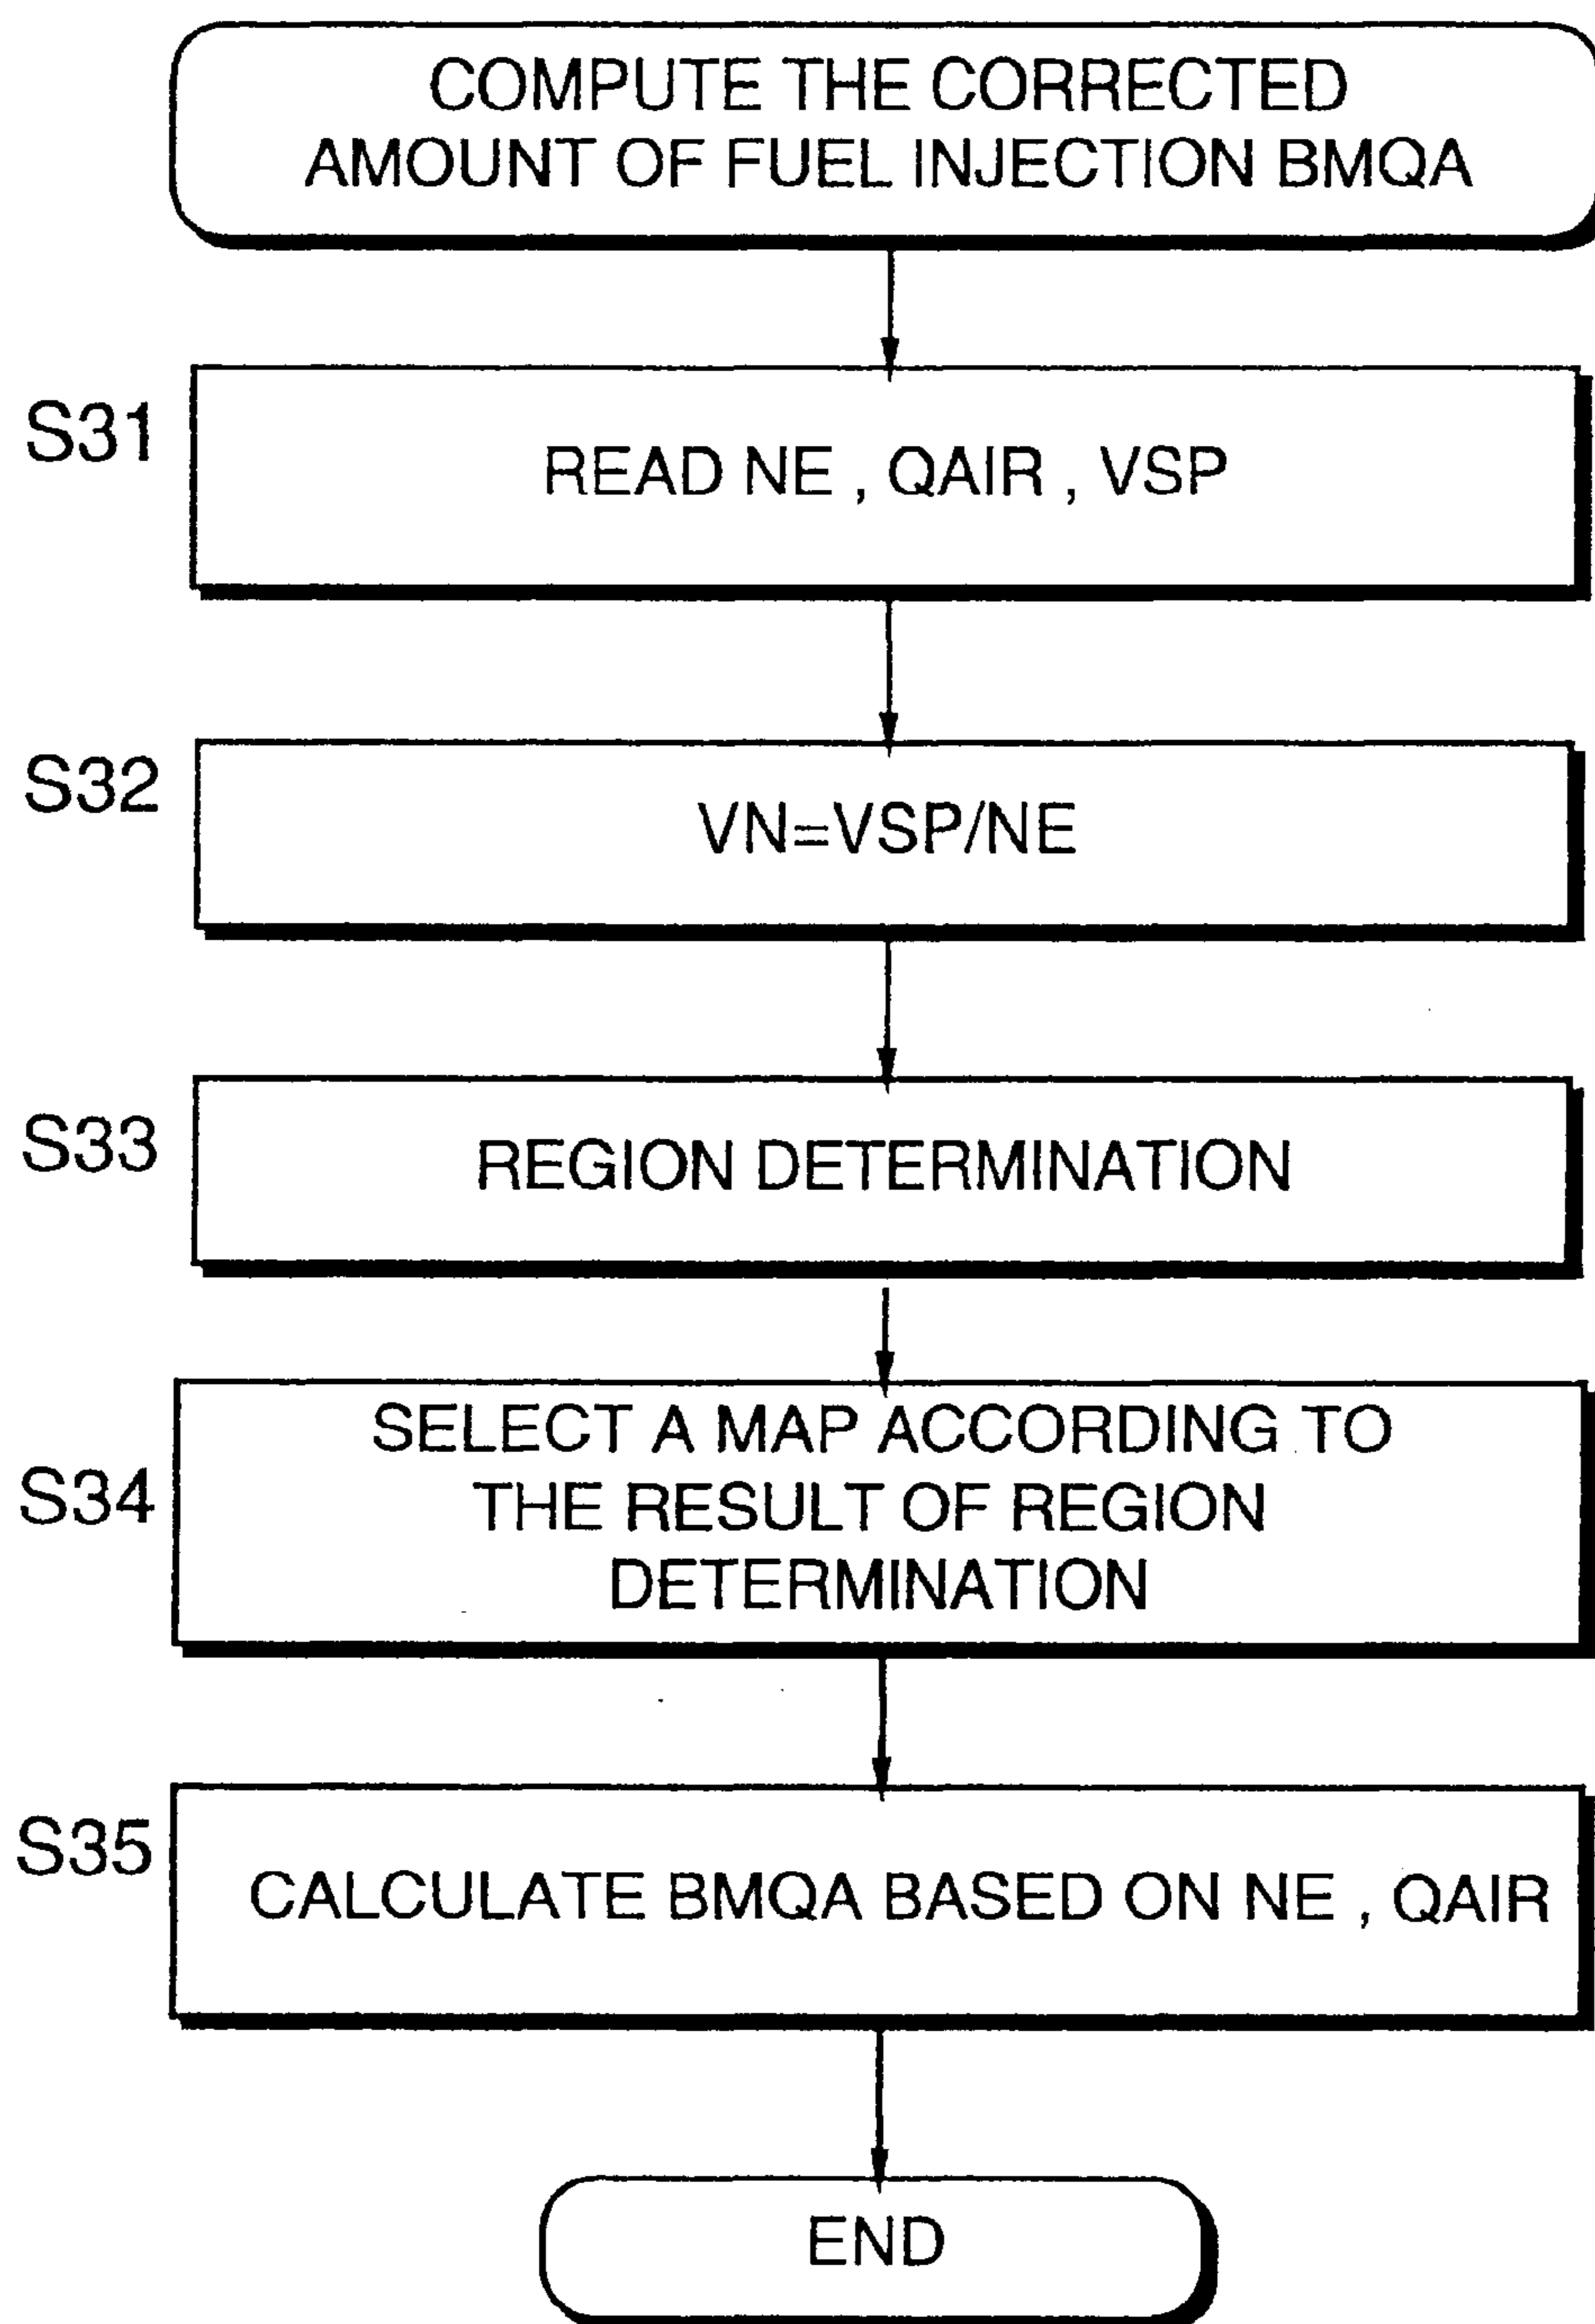 COMPUTE THE CORRECTED
AMOUNT OF FUEL INJECTION BMQA
S31
READ NE , QAIR , VSP
S32
VN=VSP/NE
S33
REGION DETERMINATION
S34
SELECT A MAP ACCORDING TO
THE RESULT OF REGION
DETERMINATION
S35
CALCULATE BMQA BASED ON NE , QAIR
END